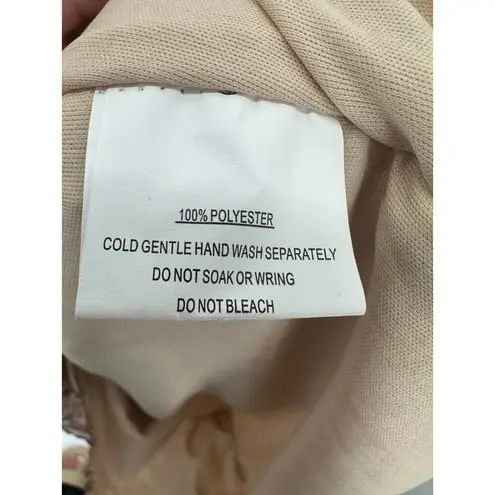 100% POLYESTER
COLD GENTLE HAND WASH SEPARATELY
DO NOT SOAK OR WRING
DO NOT BLEACH